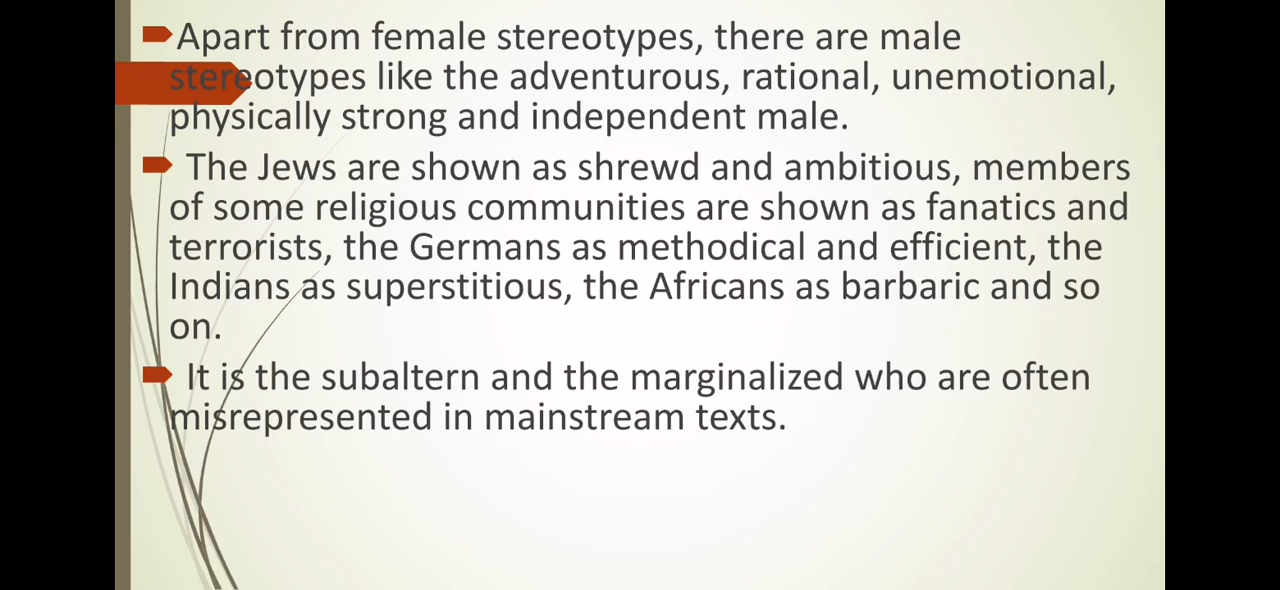 Apart from female stereotypes, there are male
stereotypes like the adventurous, rational, unemotional,
physically strong and independent male.
The Jews are shown as shrewd and ambitious, members
of some religious communities are shown as fanatics and
terrorists, the Germans as methodical and efficient, the
Indians as superstitious, the Africans as barbaric and so
on.
It is the subaltern and the marginalized who are often
misrepresented in mainstream texts.